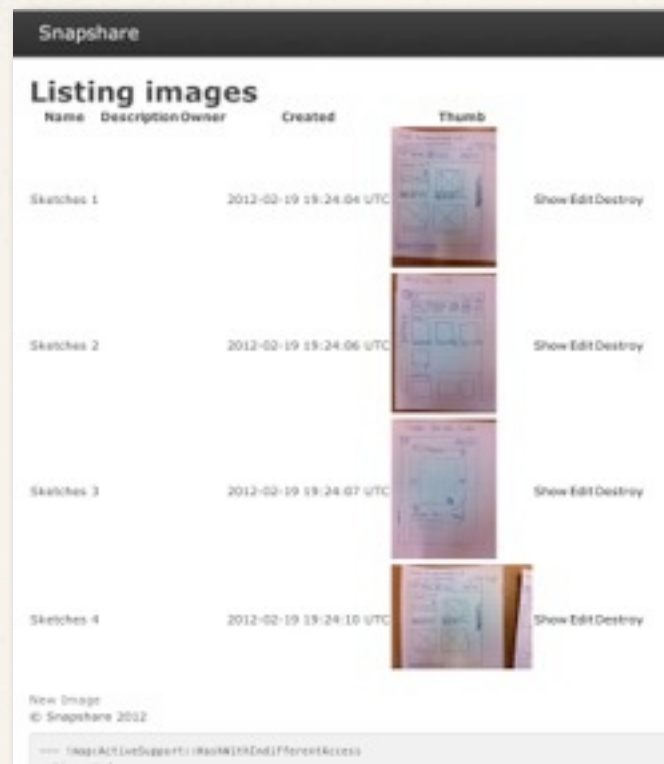 Snapshare
Listing images
Name Description Owner Created Thumb
Sketches 1 2012-02-19 19:24:04 UTC Show Edit Destroy
Sketches 2 2012-02-19 19:24:06 UTC Show Edit Destroy
Sketches 3 2012-02-19 19:24:07 UTC Show Edit Destroy
Sketches 4 2012-02-19 19:24:10 UTC Show Edit Destroy
New Image
© Snapshare 2012
--- !map:ActiveSupport::HashWithIndifferentAccess